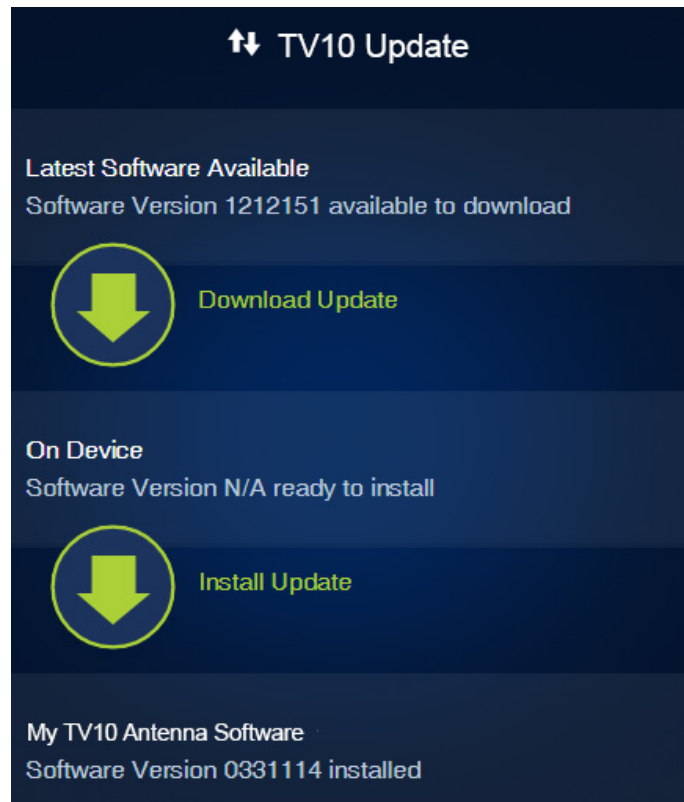 TV10 Update
Latest Software Available
Software Version 1212151 available to download
Download Update
On Device
Software Version N/A ready to install
Install Update
My TV10 Antenna Software
Software Version 0331114 installed